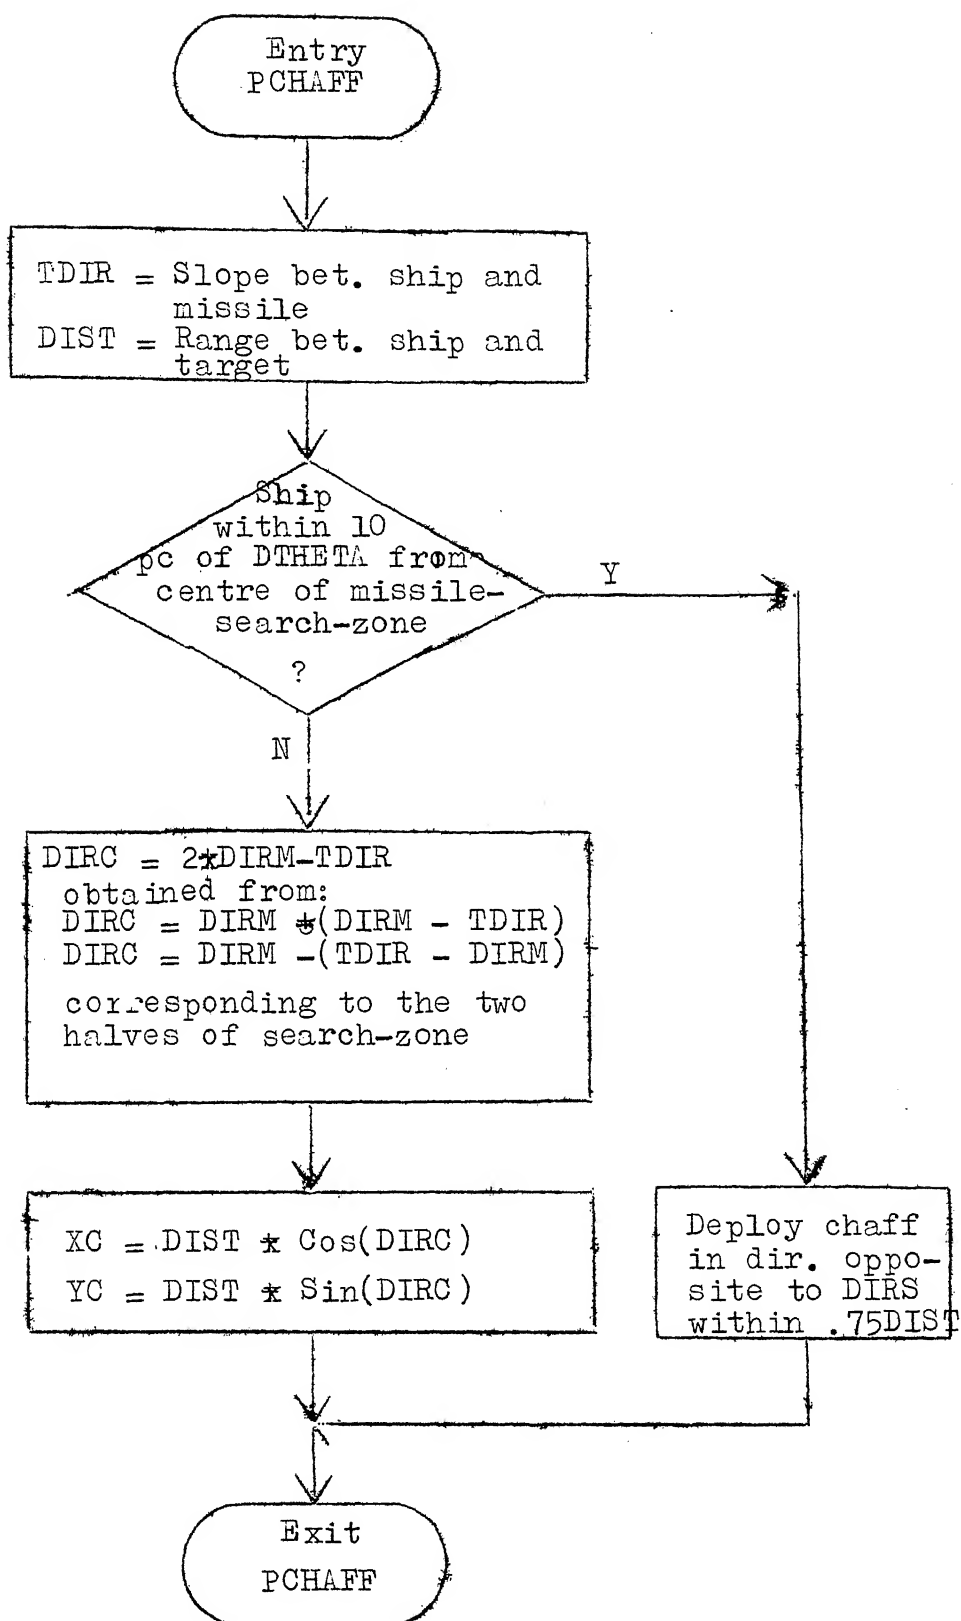 Entry
PCHAFF
TDIR = Slope bet. ship and
missile
DIST = Range bet. ship and
target
Ship
within 10
pc of DTHETA from
centre of missile-
search-zone
?
Y
N
DIRC = 2*DIRM-TDIR
obtained from:
DIRC = DIRM (DIRM - TDIR)
DIRC = DIRM -(TDIR - DIRM)
corresponding to the two
halves of search-zone
XC = DIST * Cos(DIRC)
YC = DIST * Sin(DIRC)
Deploy chaff
in dir. oppo-
site to DIRS
within .75DIST
Exit
PCHAFF